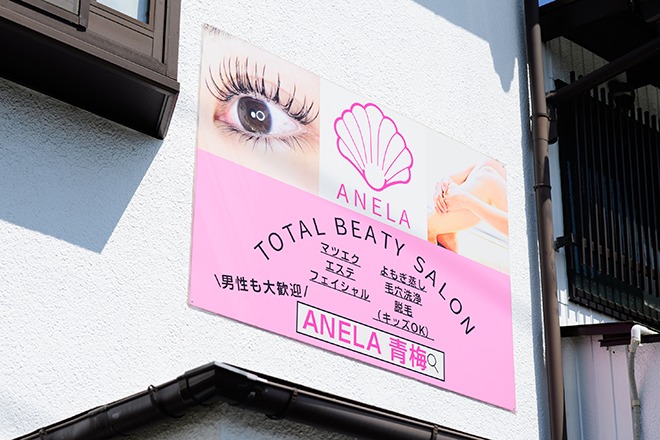 ANELA
TOTAL BEATY SALON
マツエク
エステ
フェイシャル
よもぎ蒸し
毛穴洗浄
脱毛
(キッズOK)
\男性も大歓迎/
ANELA 青梅